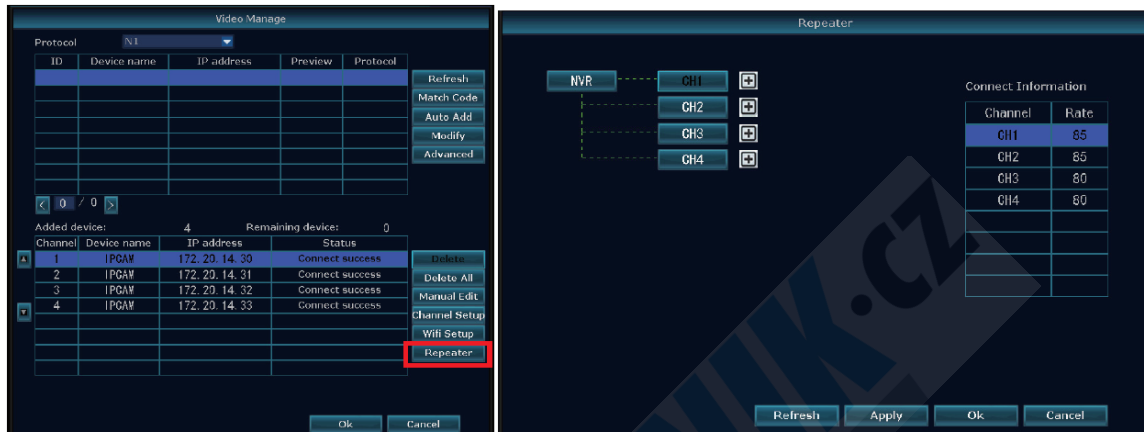 Video Manage
Protocol N1
ID Device name IP address Preview Protocol
Refresh
Match Code
Auto Add
Modify
Advanced
< 0 / 0 >
Added device: 4 Remaining device: 0
Channel Device name IP address Status
1 IPCAM 172. 20. 14. 30 Connect success Delete
2 IPCAM 172. 20. 14. 31 Connect success Delete All
3 IPCAM 172. 20. 14. 32 Connect success Manual Edit
4 IPCAM 172. 20. 14. 33 Connect success Channel Setup
Wifi Setup
Repeater
Ok Cancel
Repeater
NVR CH1 +
CH2 +
CH3 +
CH4 +
Connect Information
Channel Rate
CH1 85
CH2 85
CH3 80
CH4 80
Refresh Apply Ok Cancel
NIK.CZ